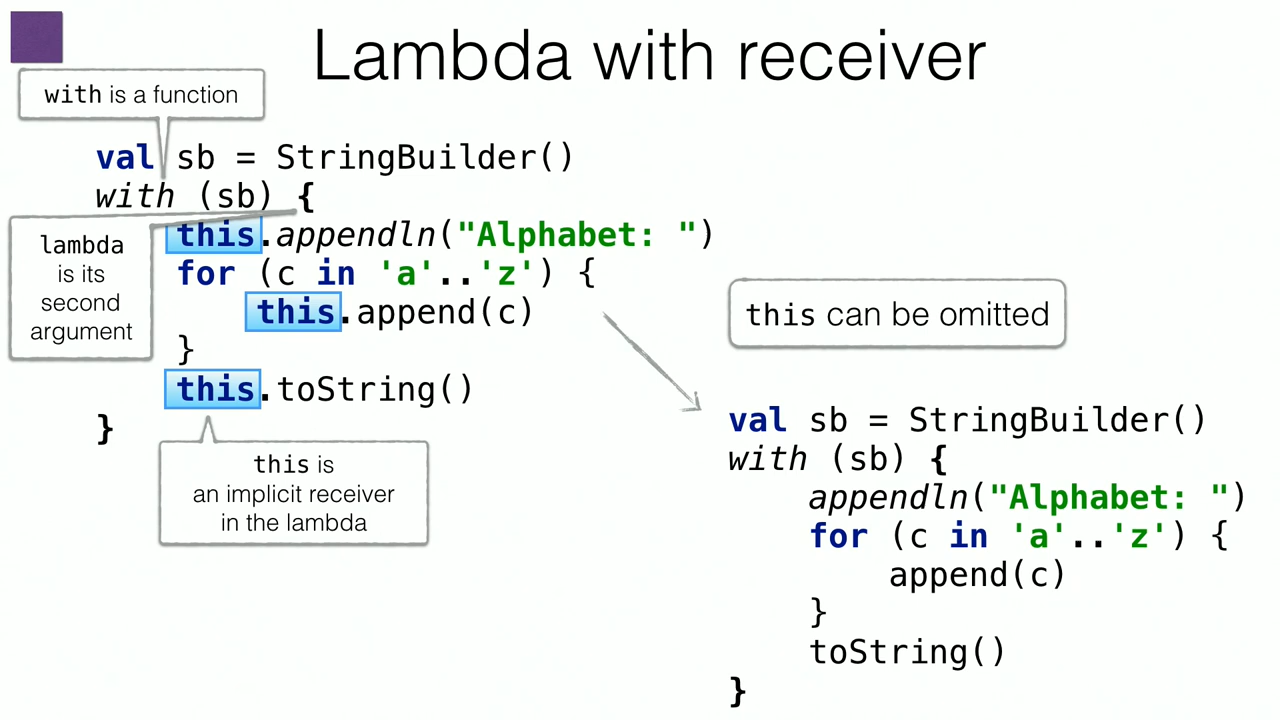 Lambda with receiver
with is a function
val sb = StringBuilder()
with (sb) {
this.appendln("Alphabet: ")
for (c in 'a'..'z') {
this.append(c)
}
this.toString()
}
lambda
is its
second
argument
this is
an implicit receiver
in the lambda
this can be omitted
val sb = StringBuilder()
with (sb) {
appendln("Alphabet: ")
for (c in 'a'..'z') {
append(c)
}
toString()
}